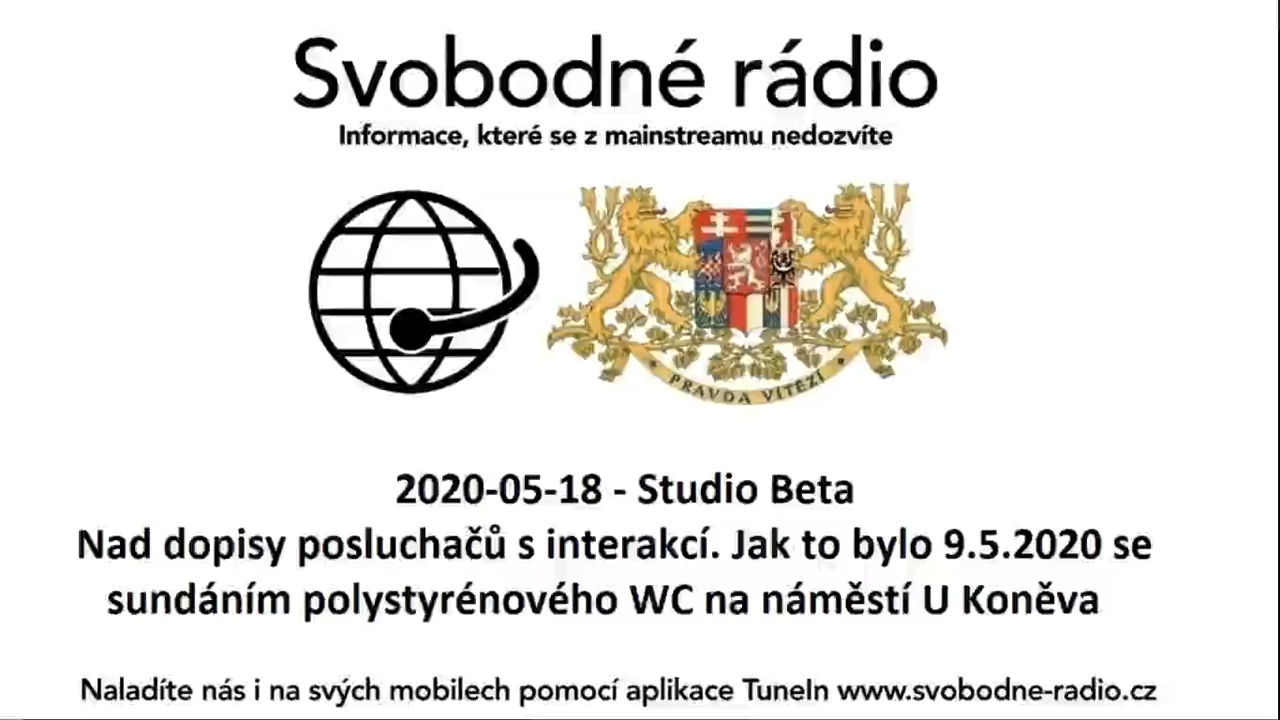 Svobodné rádio
Informace, které se z mainstreamu nedozvíte
PRAVDA VÍTĚZÍ
2020-05-18 - Studio Beta
Nad dopisy posluchačů s interakcí. Jak to bylo 9.5.2020 se
sundáním polystyrénového WC na náměstí U Koněva
Naladíte nás i na svých mobilech pomocí aplikace TuneIn www.svobodne-radio.cz